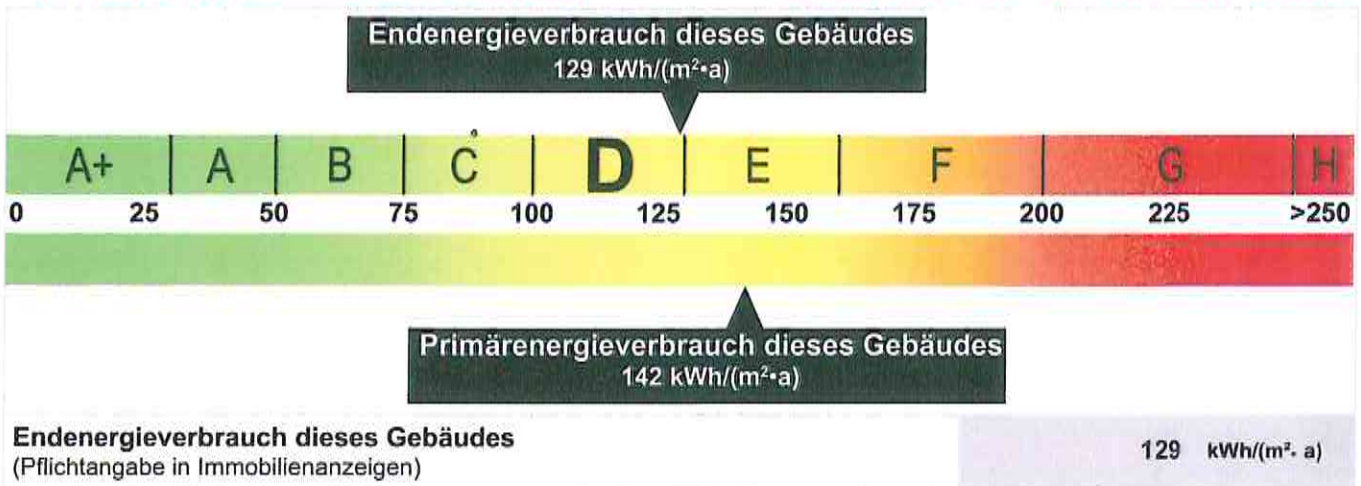 Endenergieverbrauch dieses Gebäudes
129 kWh/(m²•a)
A+ A B C D E F G H
0 25 50 75 100 125 150 175 200 225 >250
Primärenergieverbrauch dieses Gebäudes
142 kWh/(m²•a)
Endenergieverbrauch dieses Gebäudes
129 kWh/(m²· a)
(Pflichtangabe in Immobilienanzeigen)